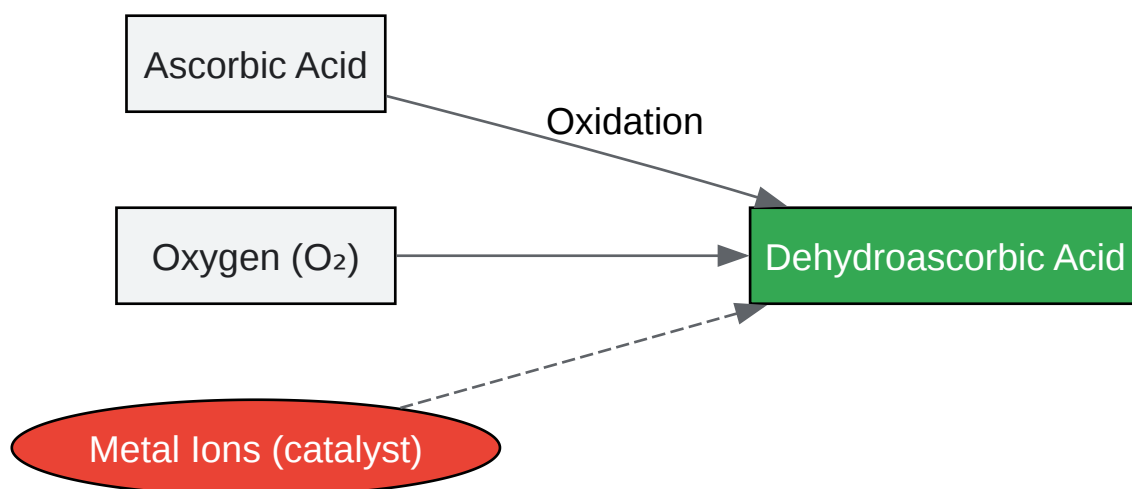 Ascorbic Acid
Oxidation
Oxygen (O₂)
Dehydroascorbic Acid
Metal Ions (catalyst)